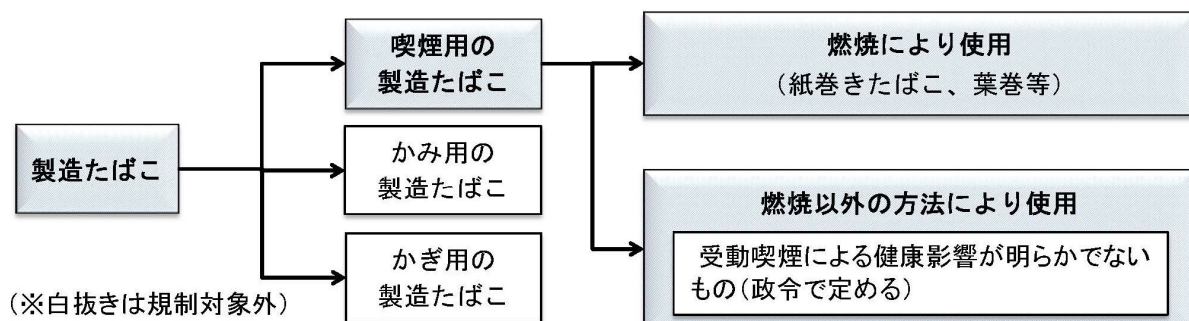 製造たばこ
喫煙用の
製造たばこ
かみ用の
製造たばこ
かぎ用の
製造たばこ
燃焼により使用
(紙巻きたばこ、葉巻等)
燃焼以外の方法により使用
受動喫煙による健康影響が明らかでない
もの(政令で定める)
(※白抜きは規制対象外)